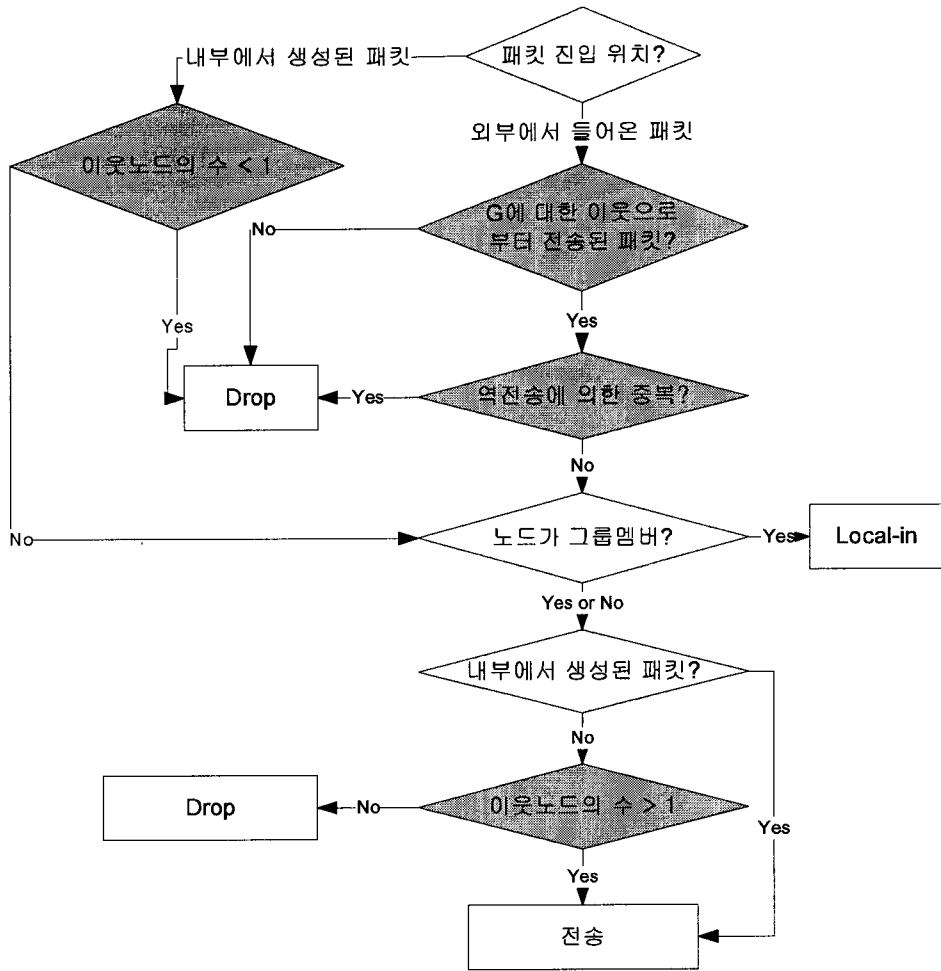 패킷 진입 위치?
내부에서 생성된 패킷
외부에서 들어온 패킷
이웃노드의 수 < 1
G에 대한 이웃으로
부터 전송된 패킷?
No
Yes
Yes
Drop
Yes
역전송에 의한 중복?
No
No
노드가 그룹멤버?
Yes
Local-in
Yes or No
내부에서 생성된 패킷?
No
Drop
No
이웃노드의 수 > 1
Yes
Yes
전송